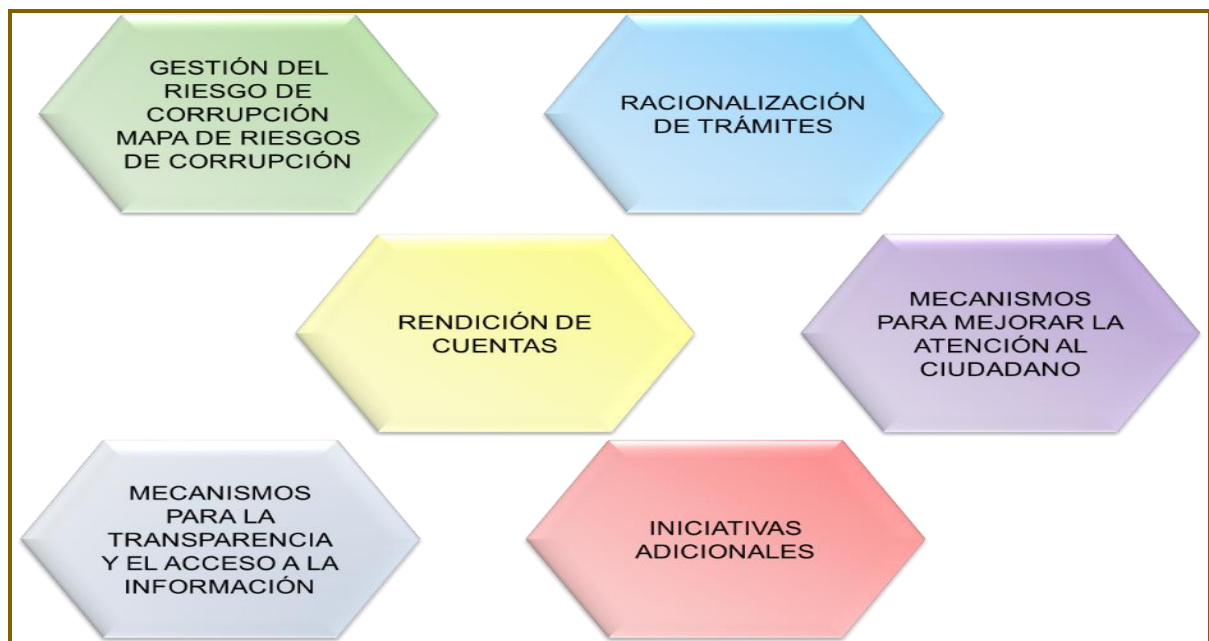 GESTIÓN DEL
RIESGO DE
CORRUPCIÓN
MAPA DE RIESGOS
DE CORRUPCIÓN
RACIONALIZACIÓN
DE TRÁMITES
RENDICIÓN DE
CUENTAS
MECANISMOS
PARA MEJORAR LA
ATENCIÓN AL
CIUDADANO
MECANISMOS
PARA LA
TRANSPARENCIA
Y EL ACCESO A LA
INFORMACIÓN
INICIATIVAS
ADICIONALES